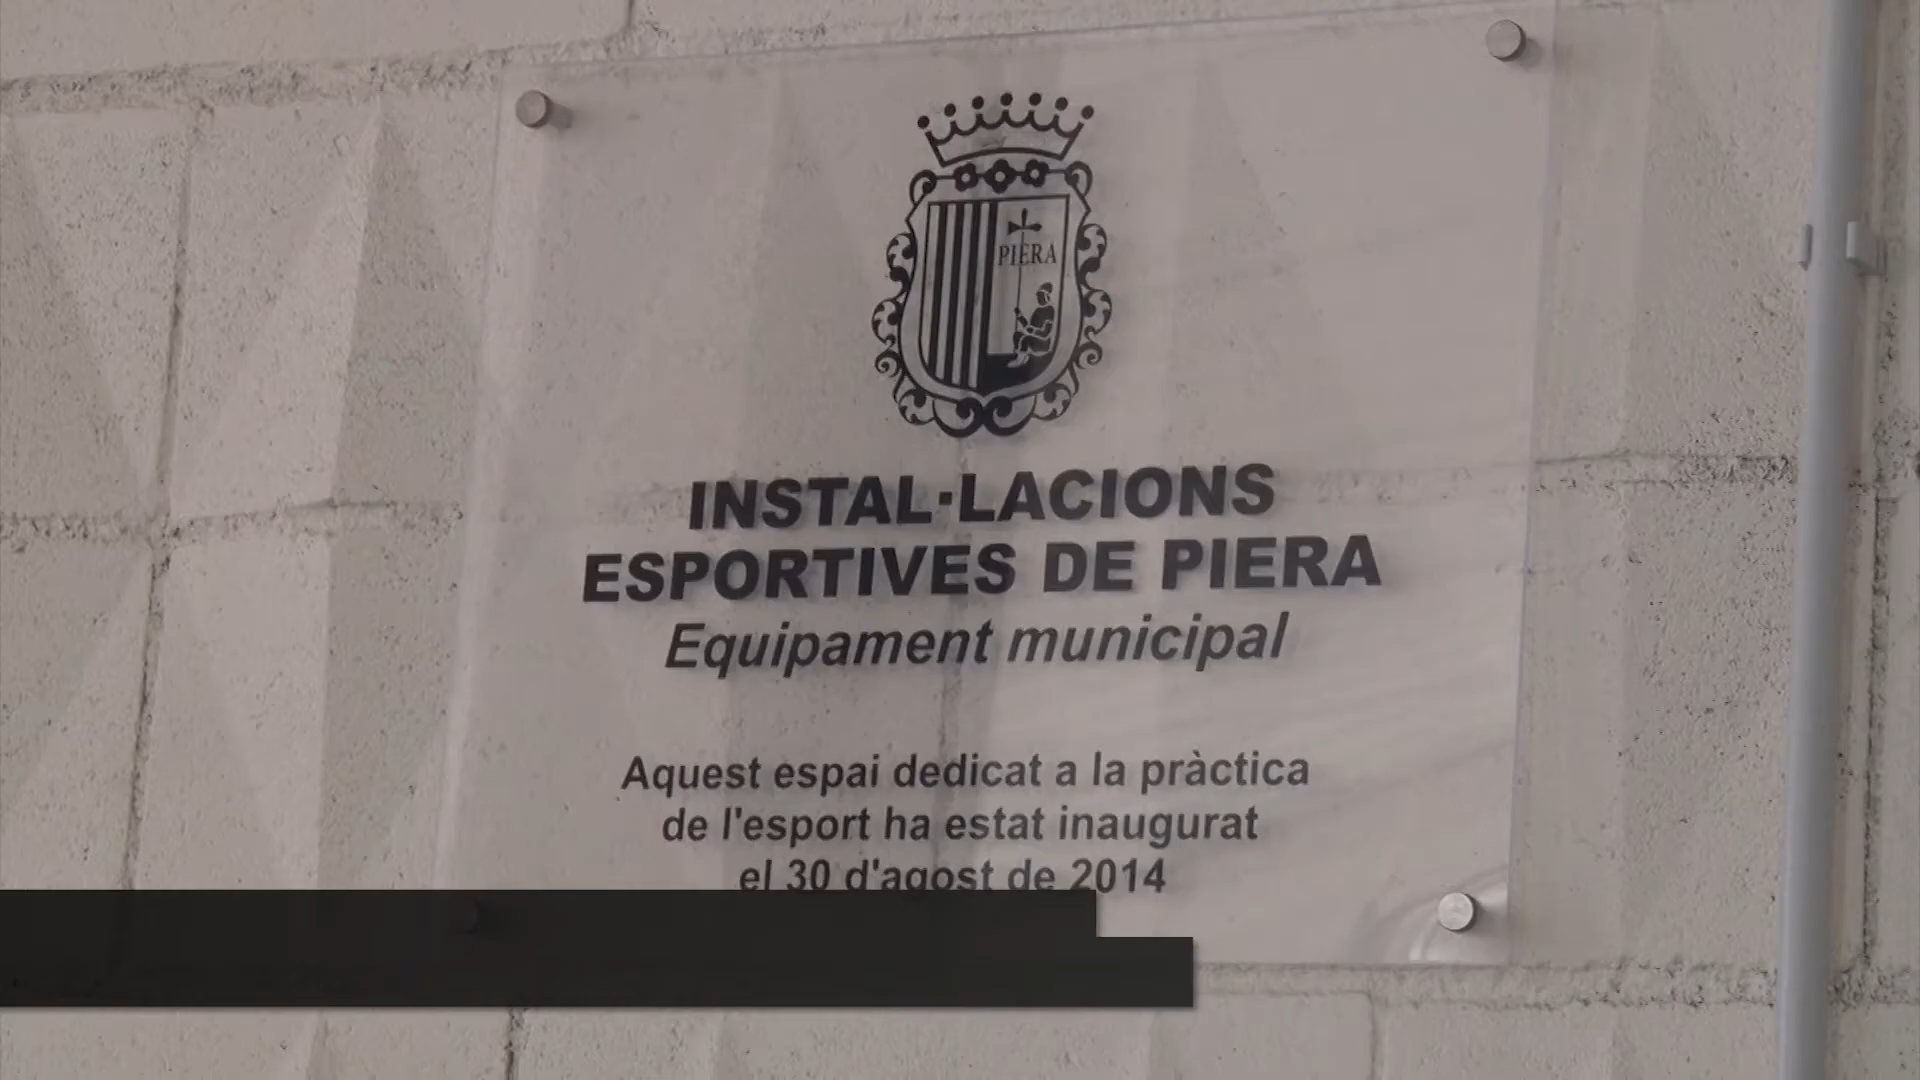 PIERA
INSTAL·LACIONS
ESPORTIVES DE PIERA
Equipament municipal
Aquest espai dedicat a la pràctica
de l'esport ha estat inaugurat
el 30 d'agost de 2014